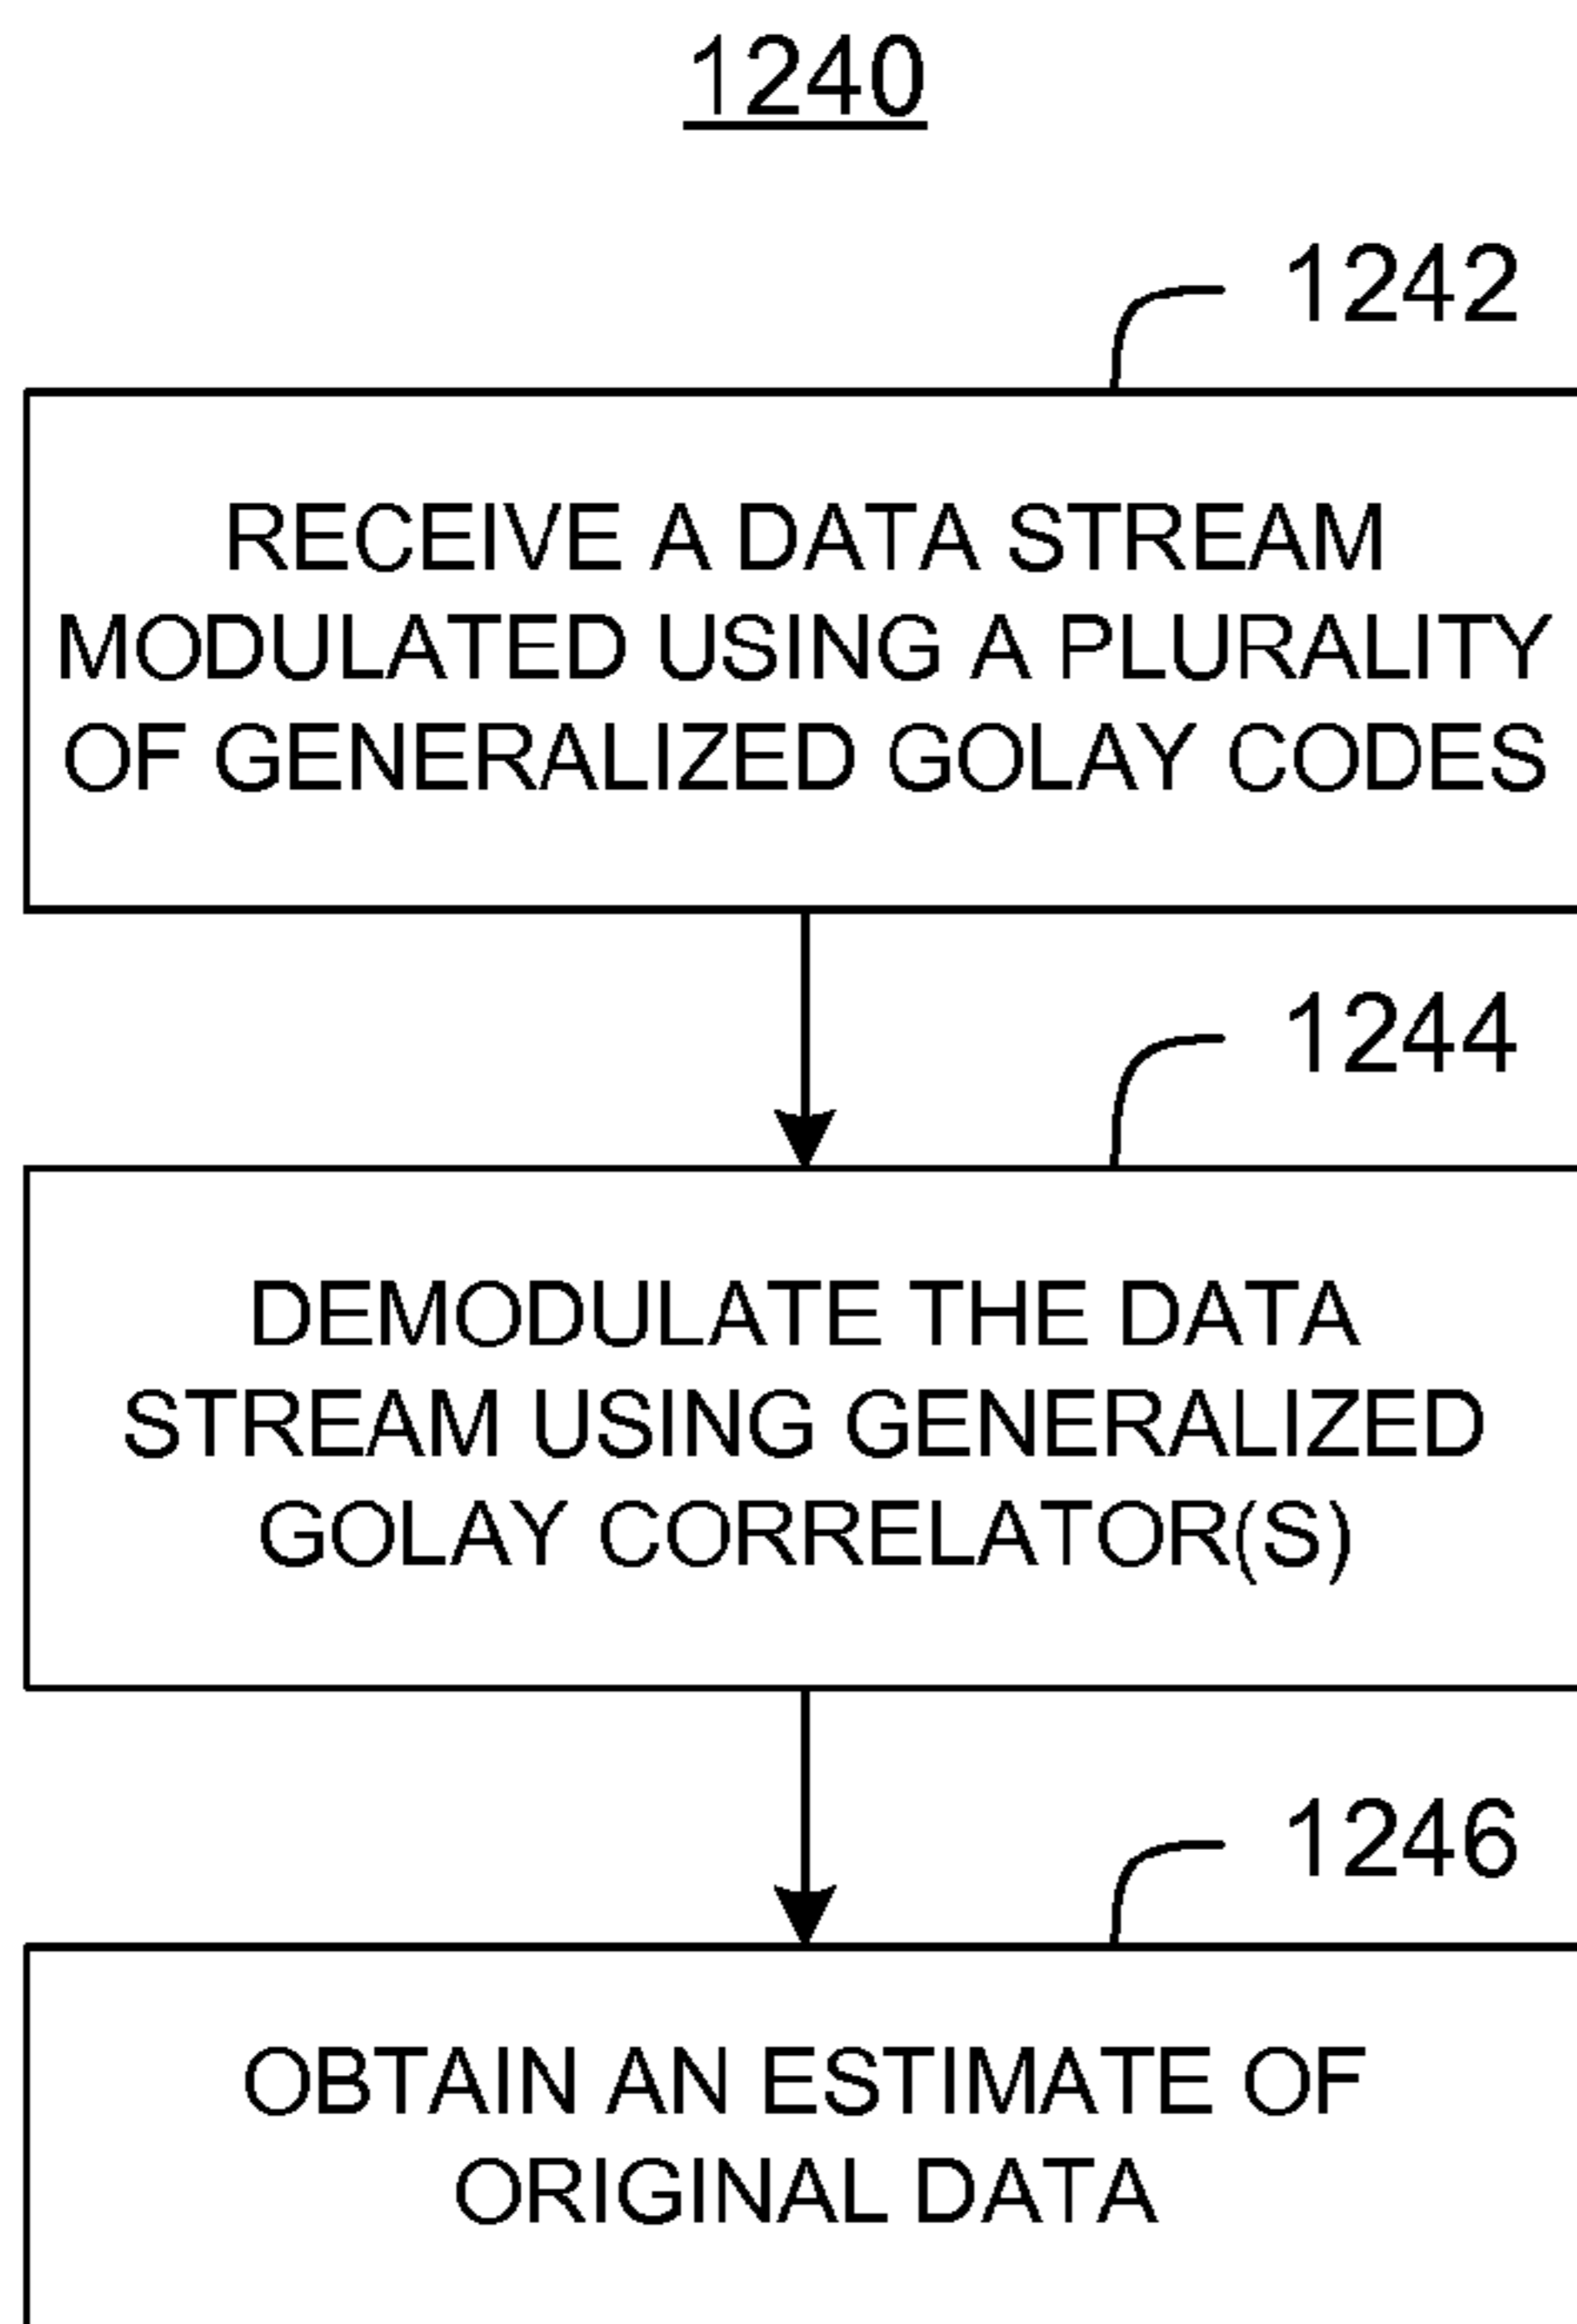 1240
1242
RECEIVE A DATA STREAM
MODULATED USING A PLURALITY
OF GENERALIZED GOLAY CODES
1244
DEMODULATE THE DATA
STREAM USING GENERALIZED
GOLAY CORRELATOR(S)
1246
OBTAIN AN ESTIMATE OF
ORIGINAL DATA